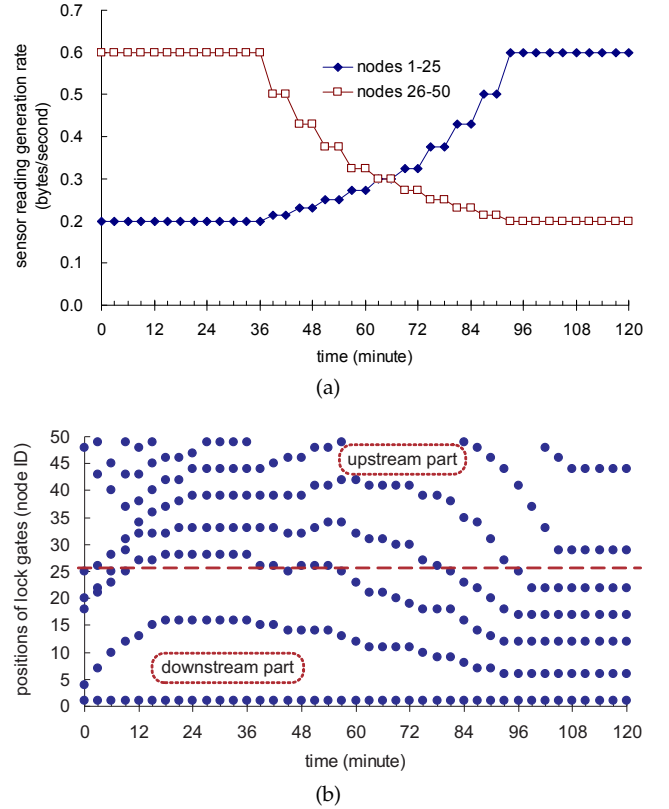 0.6
0.5
0.4
0.3
0.2
0.1
0.0
sensor reading generation rate
(bytes/second)
nodes 1-25
nodes 26-50
0 12 24 36 48 60 72 84 96 108 120
time (minute)
(a)
50
45
40
35
30
25
20
15
10
5
0
positions of lock gates (node ID)
upstream part
downstream part
0 12 24 36 48 60 72 84 96 108 120
time (minute)
(b)